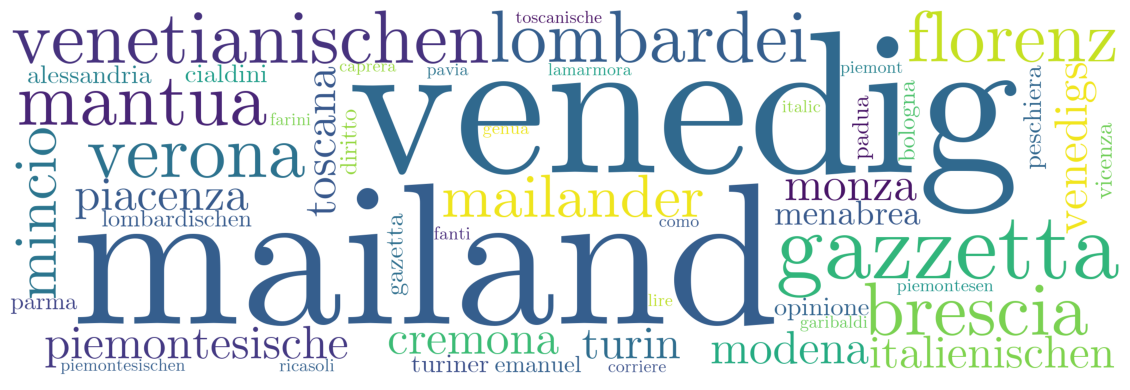 toscanische
venetianischen
lombardei
florenz
alessandria
cialdini
caprera
pavia
lamarmora
piemont
mantua
farini
toscana
diritto
venedig
genua
italic
padua
bologna
peschiera
venedigs
vicenza
mincio
verona
piacenza
lombardischen
mailander
monza
menabrea
como
mailand
gazetta
fanti
gazzetta
piemontesen
parma
lire
opinione
garibaldi
brescia
piemontesische
cremona
turin
modena
italienischen
piemontesischen
ricasoli
turiner
emanuel
corriere